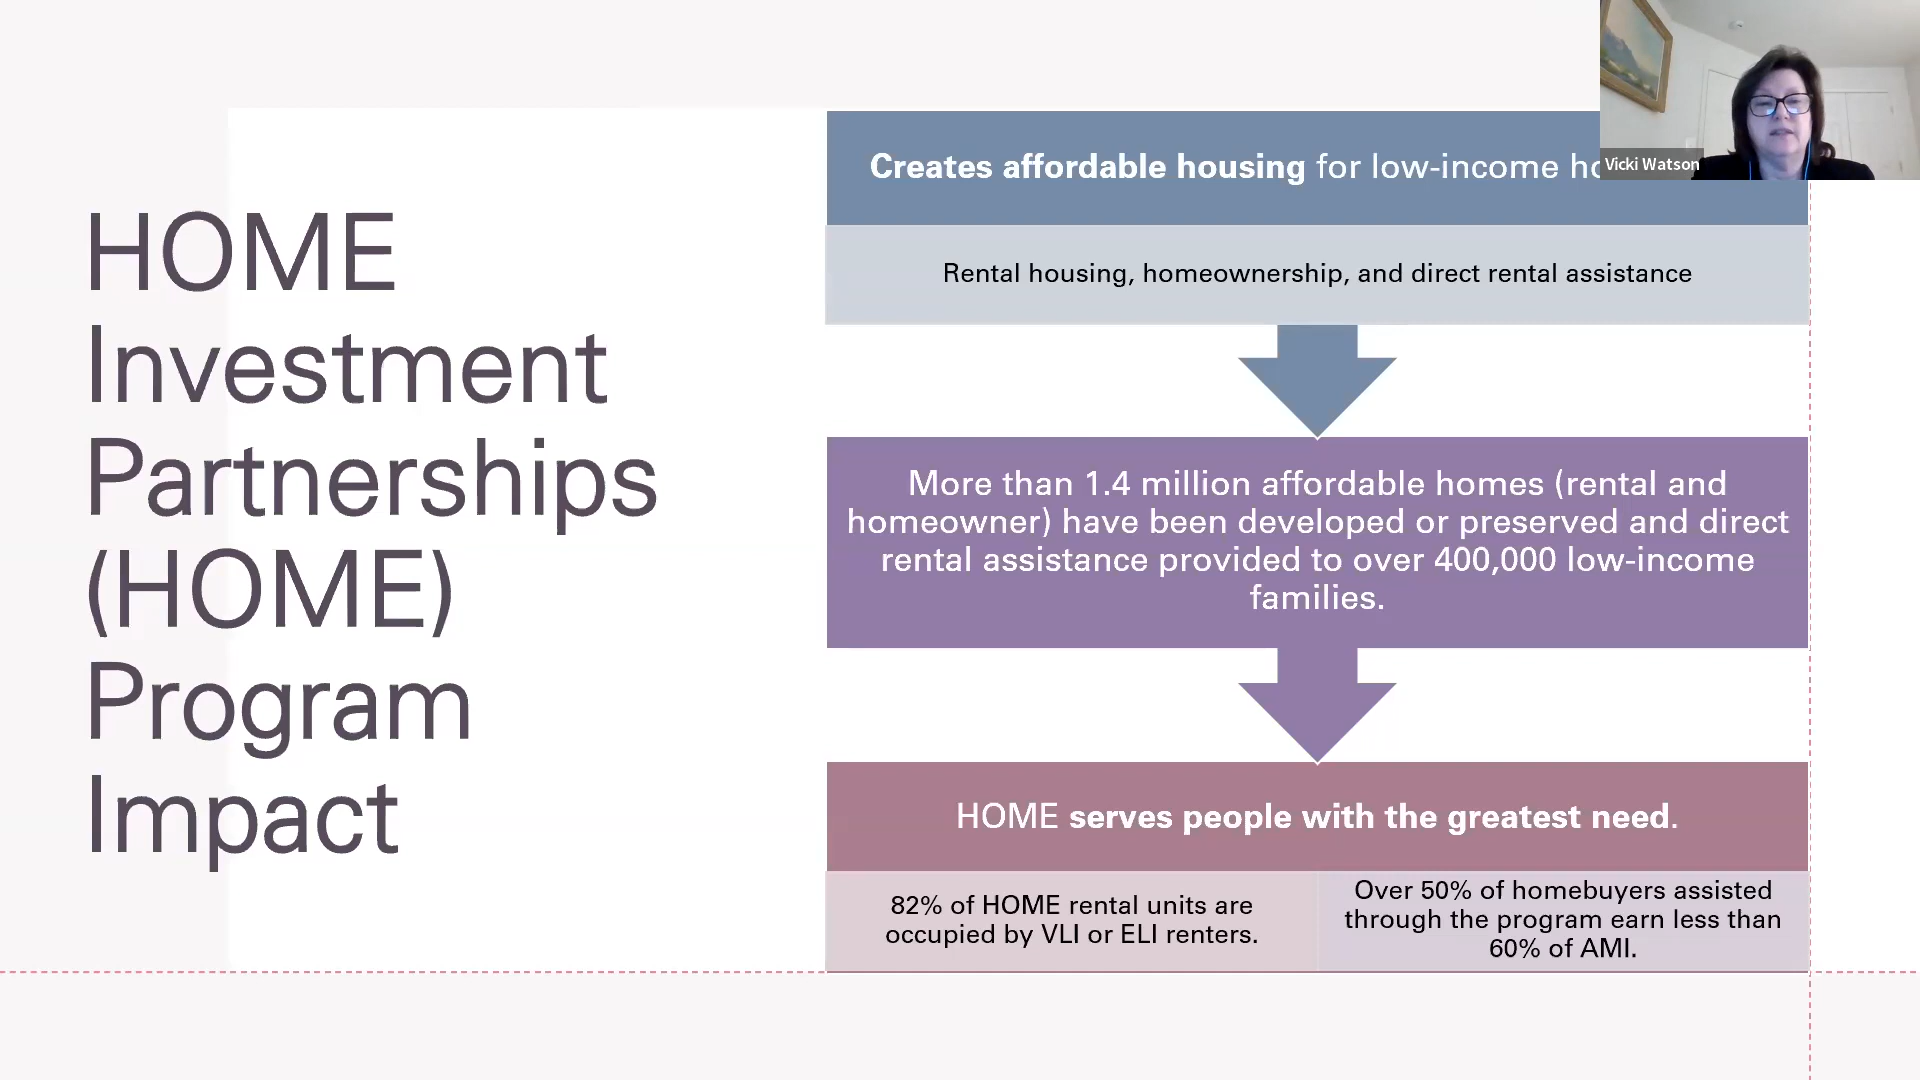 HOME
Investment
Partnerships
(HOME)
Program
Impact
Creates affordable housing for low-income
Vicki Watson
Rental housing, homeownership, and direct rental assistance
More than 1.4 million affordable homes (rental and
homeowner) have been developed or preserved and direct
rental assistance provided to over 400,000 low-income
families.
HOME serves people with the greatest need.
82% of HOME rental units are
occupied by VLI or ELI renters.
Over 50% of homebuyers assisted
through the program earn less than
60% of AMI.